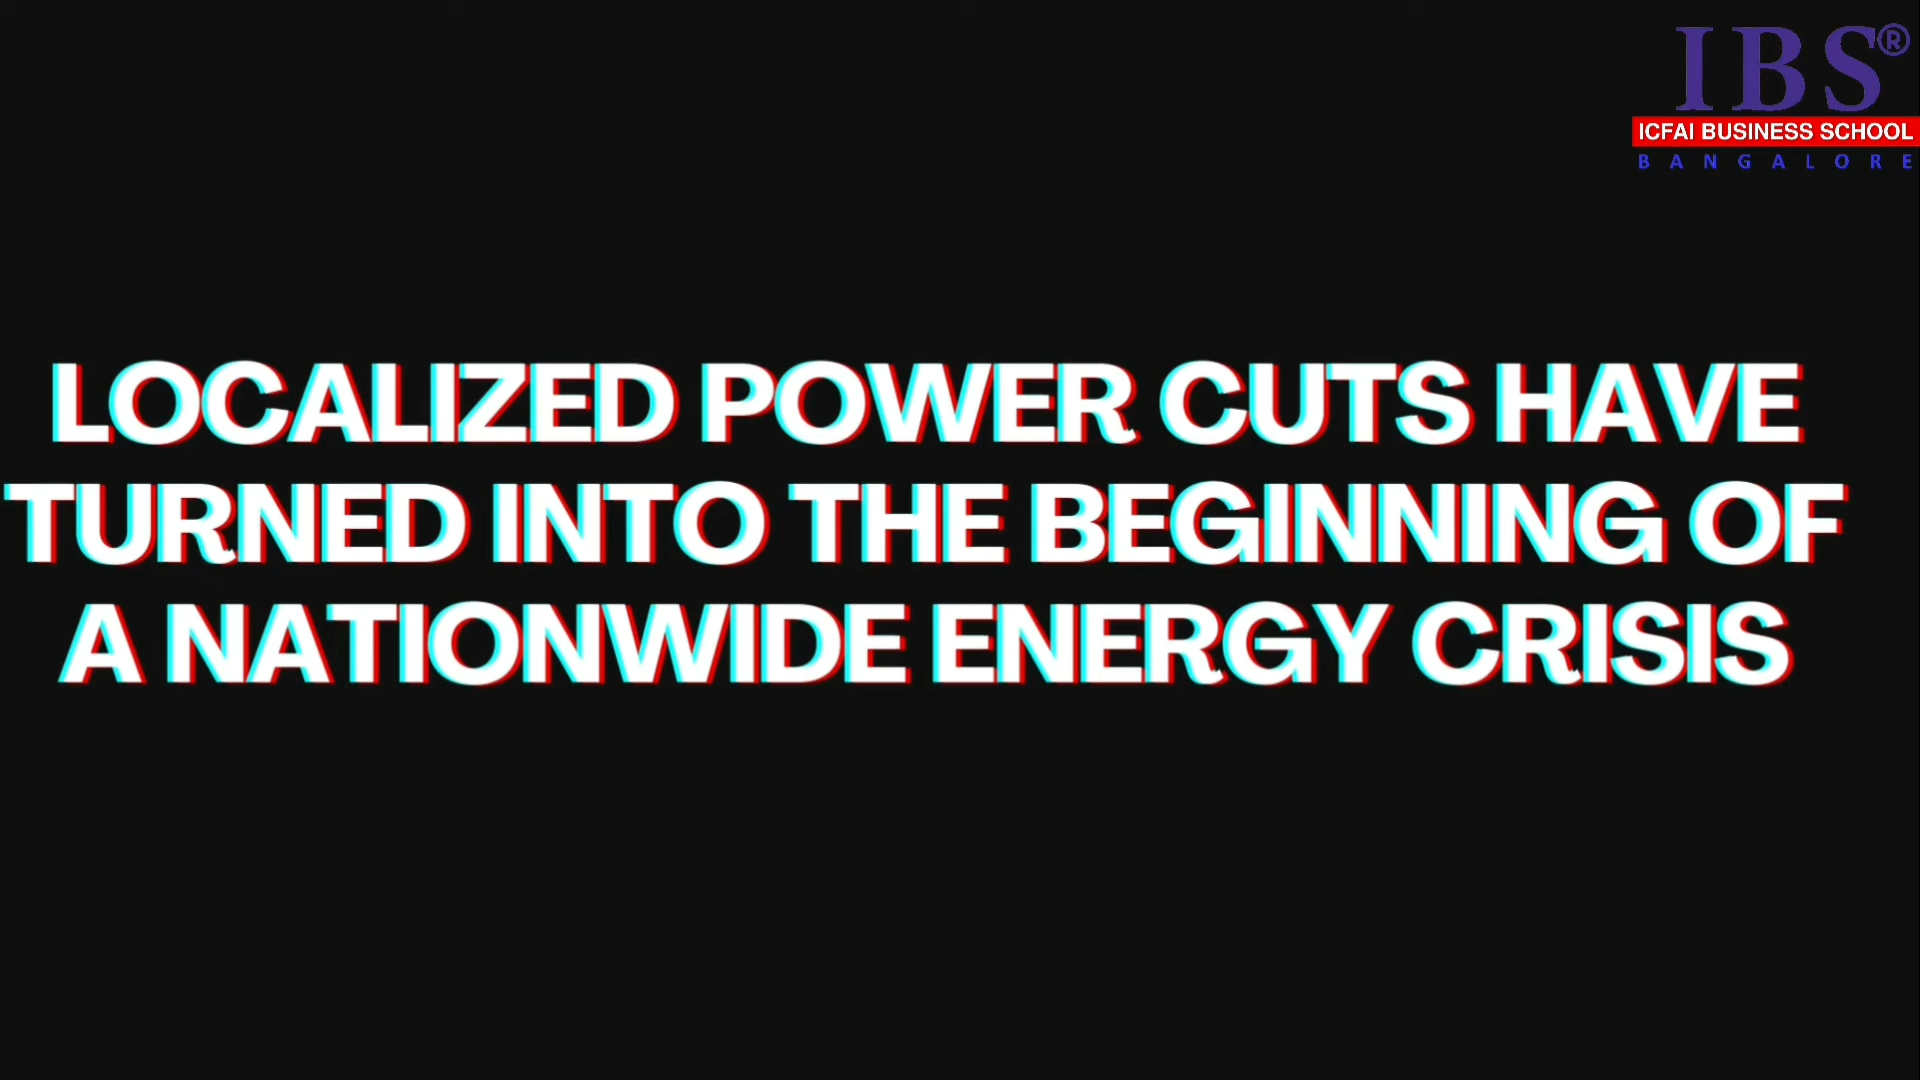 IBS®
ICFAI BUSINESS SCHOOL
BANGALORE
LOCALIZED POWER CUTS HAVE
TURNED INTO THE BEGINNING OF
A NATIONWIDE ENERGY CRISIS